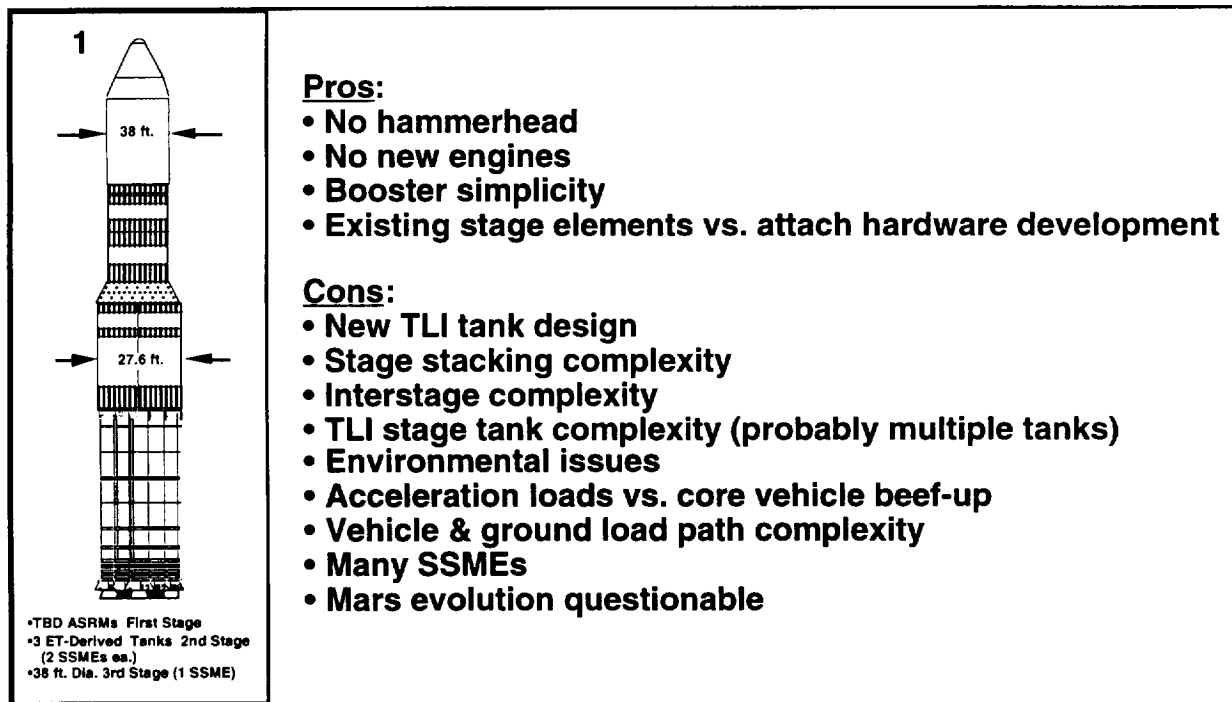 1
38 ft.
27.6 ft.
•TBD ASRMs First Stage
•3 ET-Derived Tanks 2nd Stage
(2 SSMEs ea.)
•38 ft. Dia. 3rd Stage (1 SSME)
Pros:
• No hammerhead
• No new engines
• Booster simplicity
• Existing stage elements vs. attach hardware development
Cons:
• New TLI tank design
• Stage stacking complexity
• Interstage complexity
• TLI stage tank complexity (probably multiple tanks)
• Environmental issues
• Acceleration loads vs. core vehicle beef-up
• Vehicle & ground load path complexity
• Many SSMEs
• Mars evolution questionable